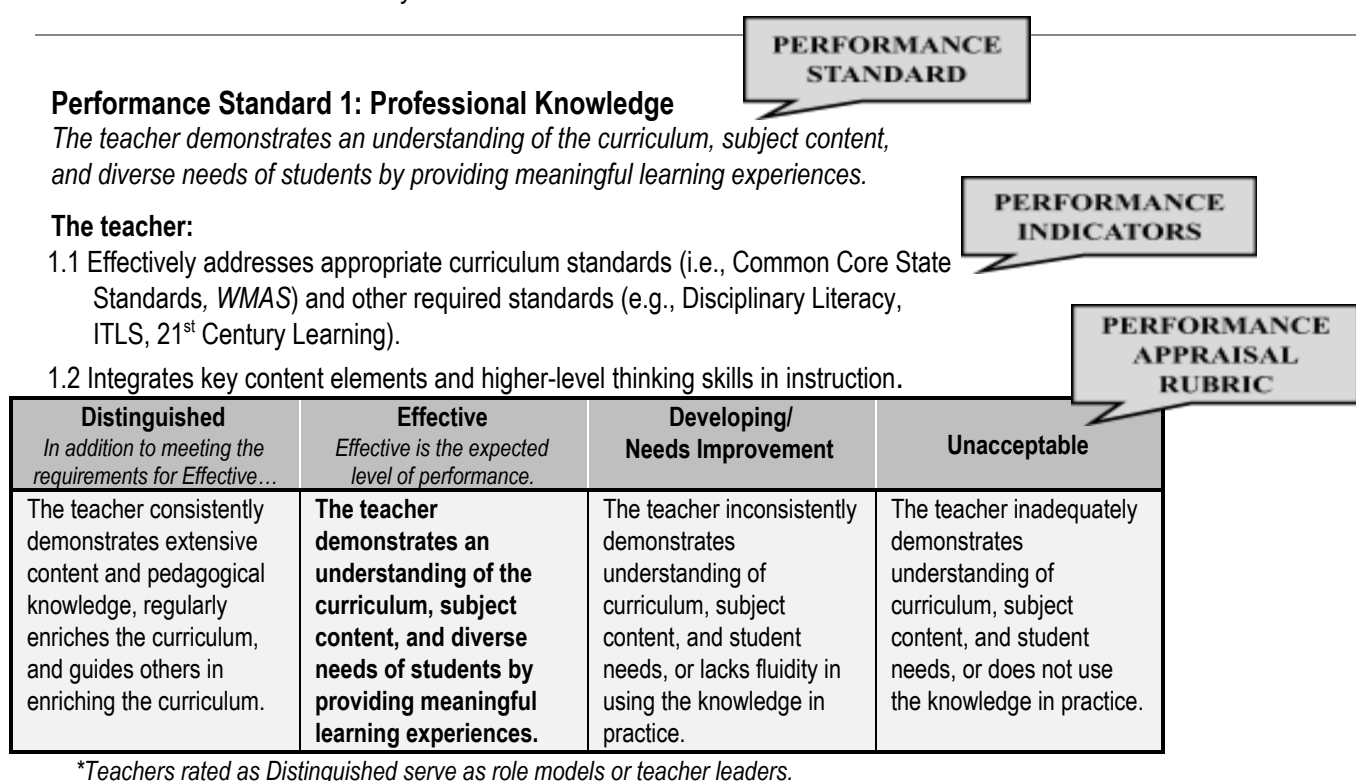 PERFORMANCE
STANDARD
Performance Standard 1: Professional Knowledge
The teacher demonstrates an understanding of the curriculum, subject content,
and diverse needs of students by providing meaningful learning experiences.
PERFORMANCE
INDICATORS
The teacher:
1.1 Effectively addresses appropriate curriculum standards (i.e., Common Core State
Standards, WMAS) and other required standards (e.g., Disciplinary Literacy,
ITLS, 21st Century Learning).
PERFORMANCE
APPRAISAL
RUBRIC
1.2 Integrates key content elements and higher-level thinking skills in instruction.
Distinguished
In addition to meeting the
requirements for Effective…
Effective
Effective is the expected
level of performance.
Developing/
Needs Improvement
Unacceptable
The teacher consistently
demonstrates extensive
content and pedagogical
knowledge, regularly
enriches the curriculum,
and guides others in
enriching the curriculum.
The teacher
demonstrates an
understanding of the
curriculum, subject
content, and diverse
needs of students by
providing meaningful
learning experiences.
The teacher inconsistently
demonstrates
understanding of
curriculum, subject
content, and student
needs, or lacks fluidity in
using the knowledge in
practice.
The teacher inadequately
demonstrates
understanding of
curriculum, subject
content, and student
needs, or does not use
the knowledge in practice.
*Teachers rated as Distinguished serve as role models or teacher leaders.